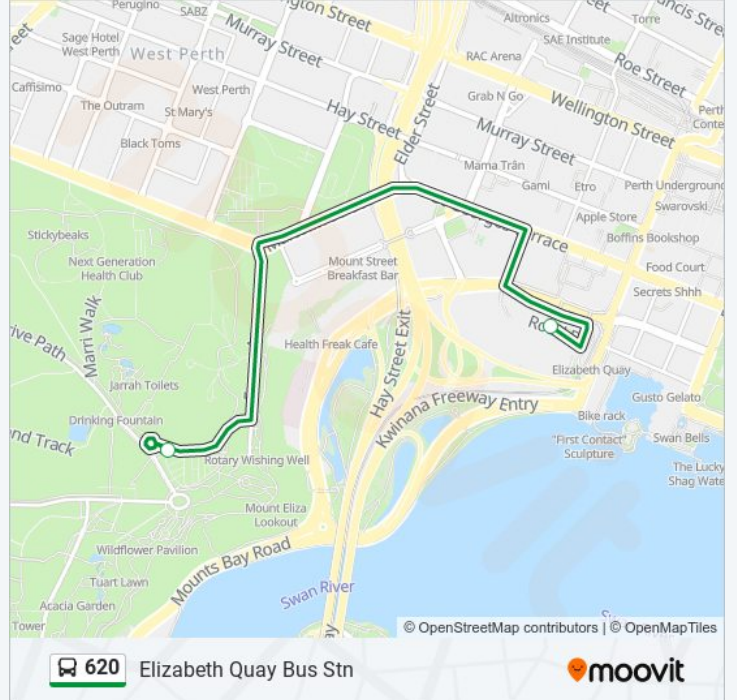 Perugino
SABZ
ngton Street
Altronics
Torre
ncis Stre
reet
Sage Hotel
West Perth
West Perth
Murray Street
SAE Institute
RAC Arena
Roe Street
Caffisimo
West Perth
Grab N Go
The Outram
St Mary's
Hay Street
Elder Street
Wellington Street
Perth
Conte
Murray Street
Black Toms
Mama Trân
Gaml
Etro
Perth Underground
Swarovski
Apple Store
Stickybeaks
Boffins Bookshop
Next Generation
Health Club
Mount Street
Breakfast Bar
Food Court
Secrets Shhh
rive Path
Marri Walk
Health Freak Cafe
Hay Street Exit
Elizabeth Quay
Jarrah Toilets
Kwinana Freeway Entry
Gusto Gelato
Drinking Fountain
Bike rack
nd Track
"First Contact"
Sculpture
Swan Bells
Rotary Wishing Well
The Lucky
Shag Wate
Mount Eliza
Lookout
Wildflower Pavilion
Mounts Bay Road
Tuart Lawn
Swan River
Acacia Garden
Tower
© OpenStreetMap contributors | © OpenMapTiles
620 Elizabeth Quay Bus Stn
moovit